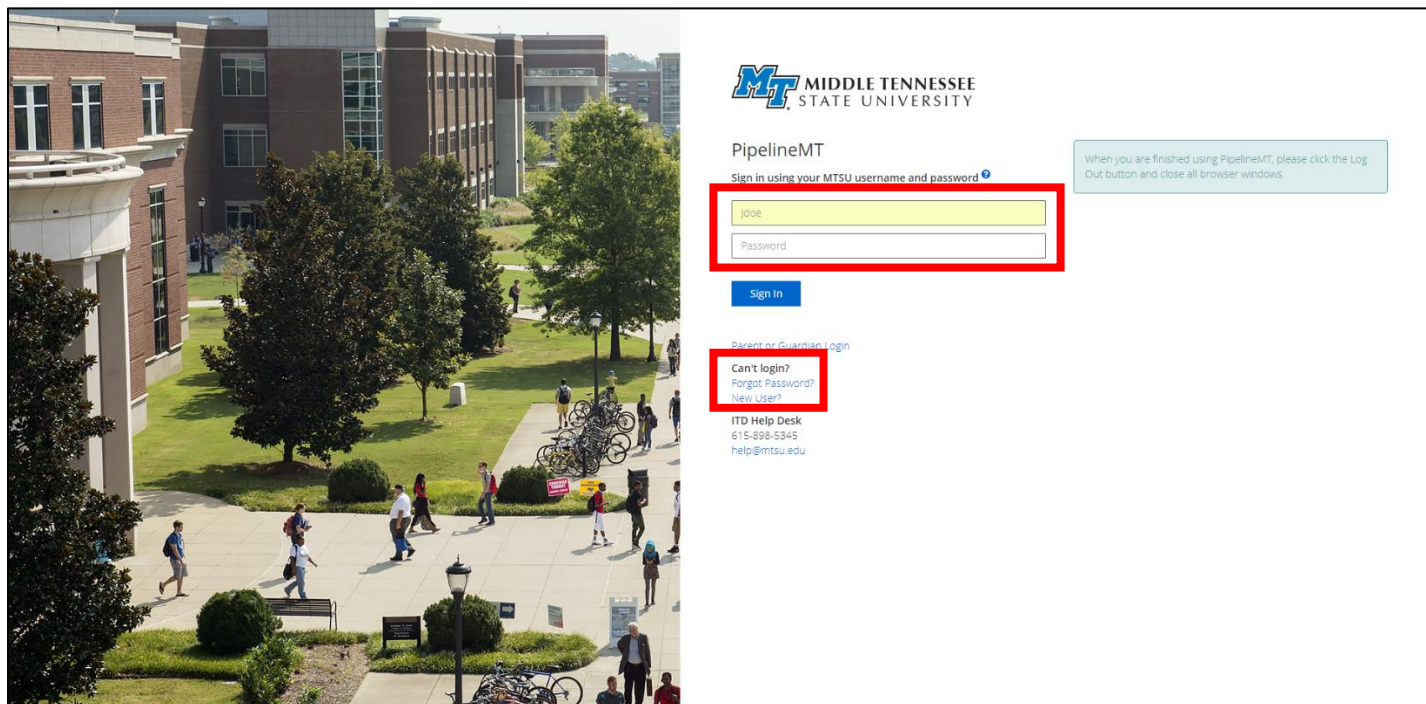 MT MIDDLE TENNESSEE
STATE UNIVERSITY
PipelineMT
Sign in using your MTSU username and password ?
jdoe
Password
Sign In
Parent or Guardian Login
Can't login?
Forgot Password?
New User?
ITD Help Desk
615-898-5345
help@mtsu.edu
When you are finished using PipelineMT, please click the Log
Out button and close all browser windows.